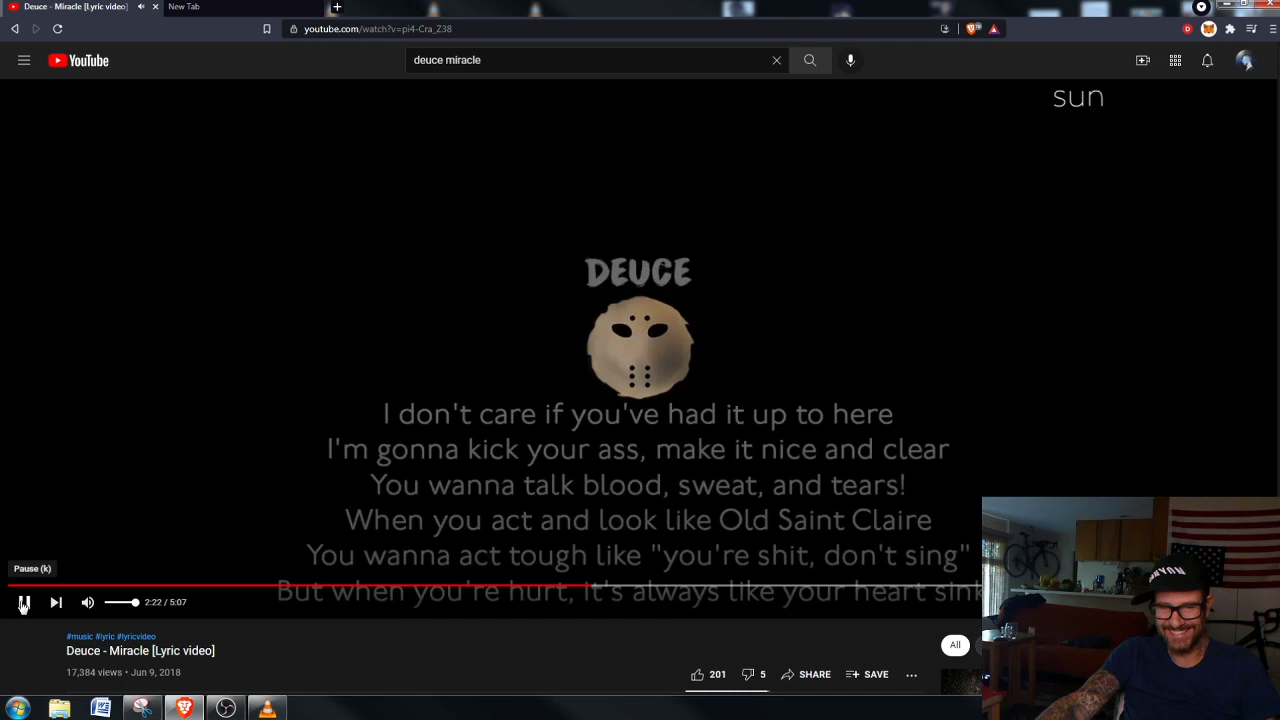 Deuce - Miracle [Lyric video]
New Tab
youtube.com/watch?v=pi4-Cra_Z38
YouTube
deuce miracle
sun
DEUCE
I don't care if you've had it up to here
I'm gonna kick your ass, make it nice and clear
You wanna talk blood, sweat, and tears!
When you act and look like Old Saint Claire
You wanna act tough like "you're shit, don't sing"
But when you're hurt, it's always like your heart sink
Pause (k)
2:22 / 5:07
#music #lyric #lyricvideo
Deuce - Miracle [Lyric video]
17,384 views • Jun 9, 2018
201
5
SHARE
SAVE
All